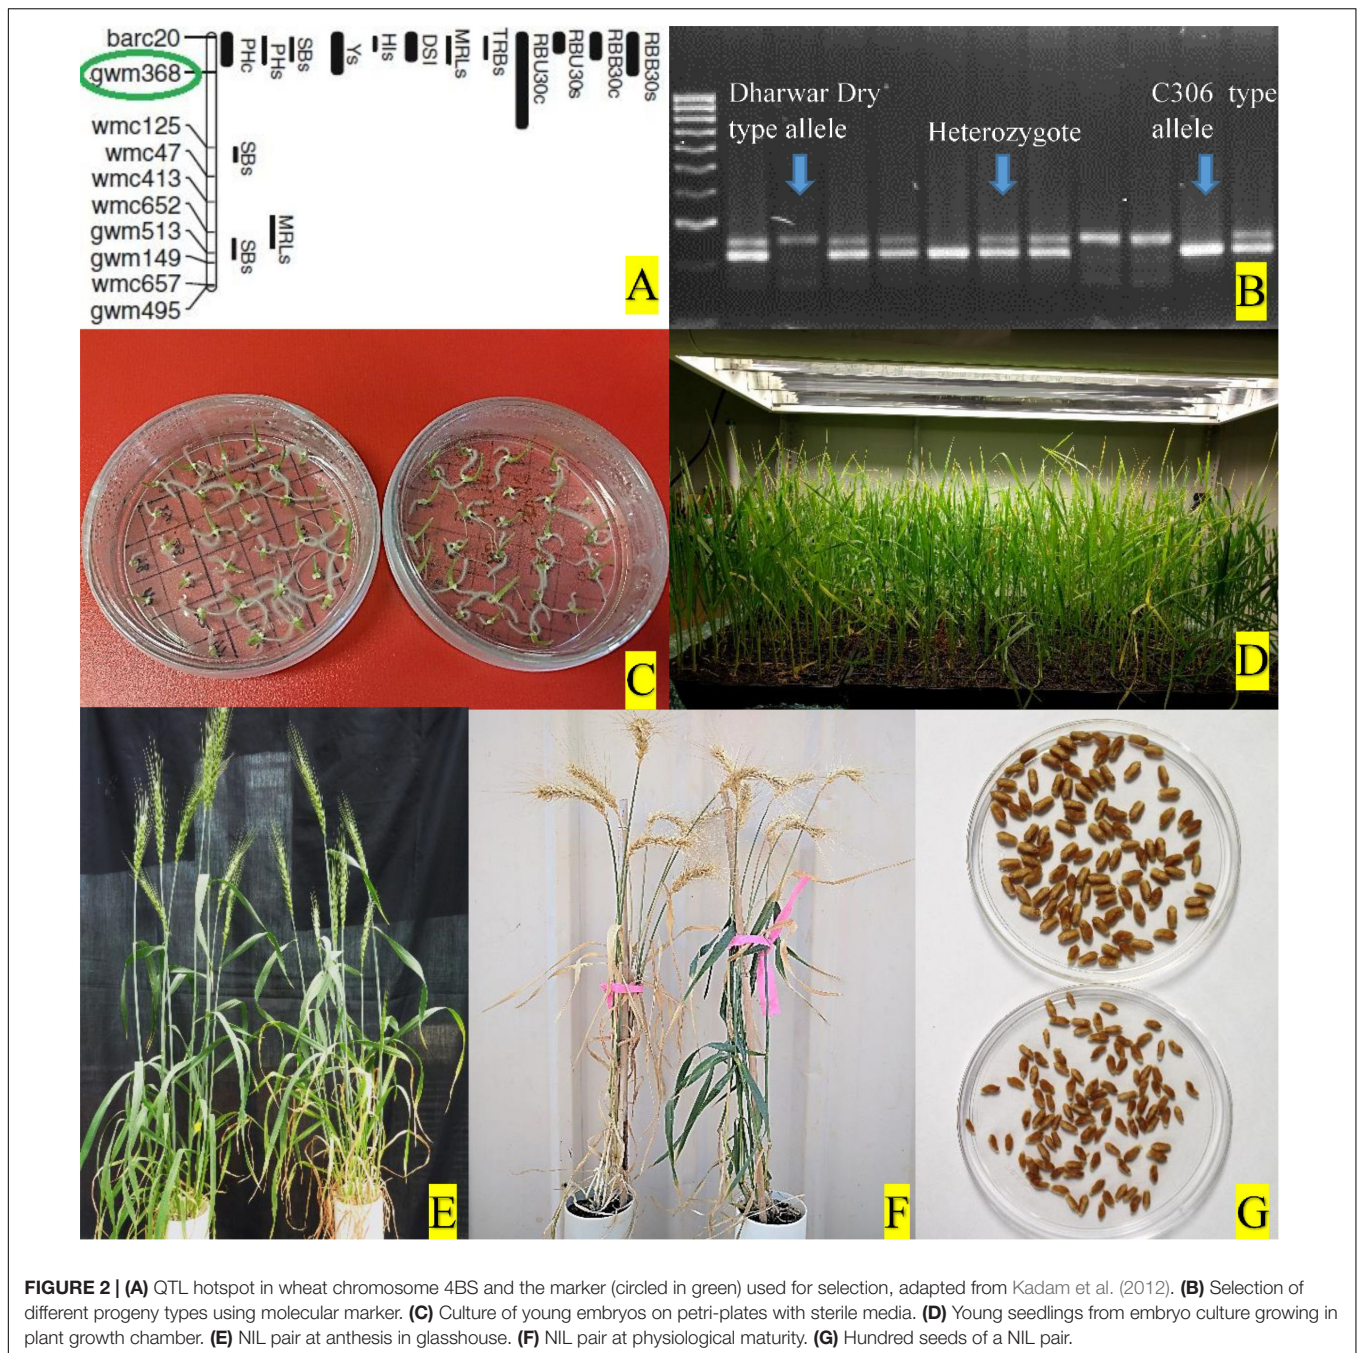 barc20
gwm368
wmc125
wmc47
wmc413
wmc652
gwm513
gwm149
wmc657
gwm495
PHc
PHs
SBs
Ys
HIs
DSI
MRLs
TRBs
RBU30c
RBU30s
RBB30c
RBB30s
SBs
MRLs
SBs
A
Dharwar Dry
type allele
Heterozygote
C306 type
allele
B
C
D
E
F
G
FIGURE 2 | (A) QTL hotspot in wheat chromosome 4BS and the marker (circled in green) used for selection, adapted from Kadam et al. (2012). (B) Selection of
different progeny types using molecular marker. (C) Culture of young embryos on petri-plates with sterile media. (D) Young seedlings from embryo culture growing in
plant growth chamber. (E) NIL pair at anthesis in glasshouse. (F) NIL pair at physiological maturity. (G) Hundred seeds of a NIL pair.